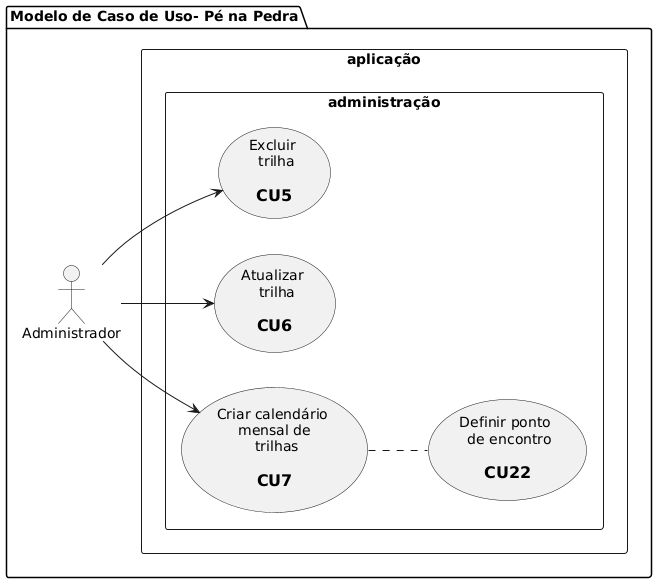 Modelo de Caso de Uso- Pé na Pedra
aplicação
administração
Excluir
trilha
CU5
Atualizar
trilha
CU6
Administrador
Criar calendário
mensal de
trilhas
CU7
Definir ponto
de encontro
CU22